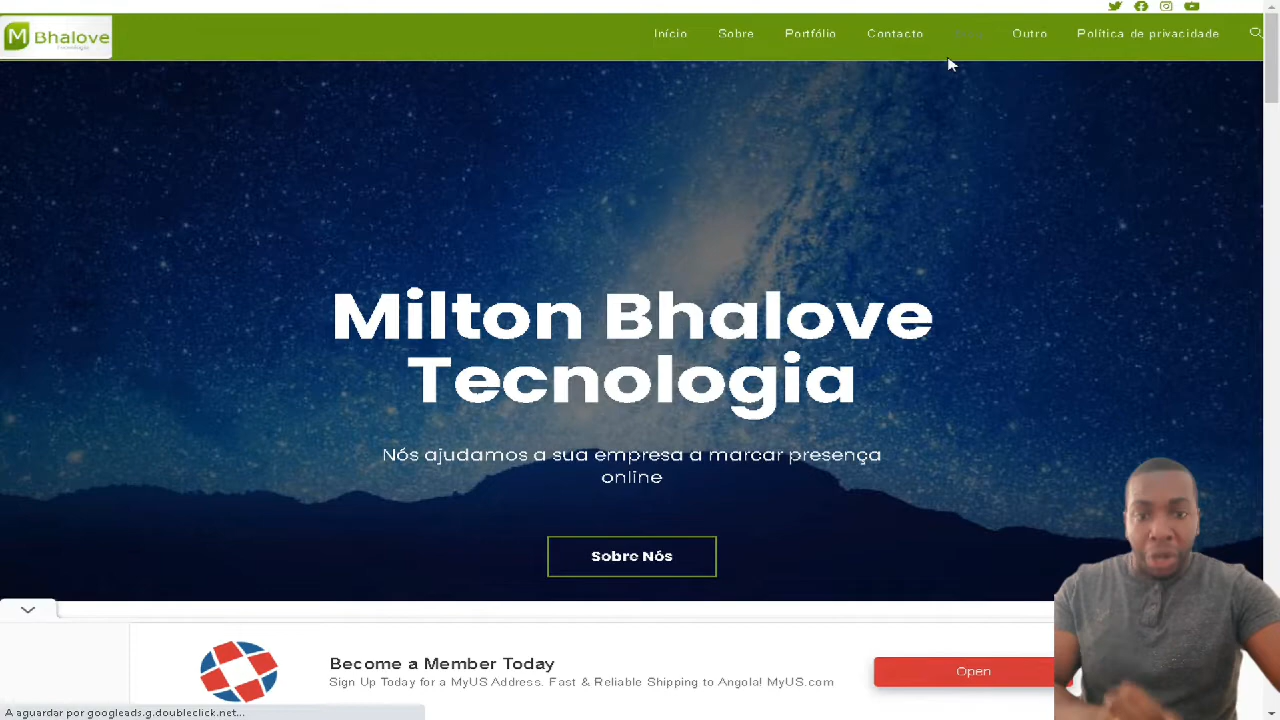 M Bhalove
Tecnologia
Início Sobre Portfólio Contacto Outro Política de privacidade
Milton Bhalove
Tecnologia
Nós ajudamos a sua empresa a marcar presença
online
Sobre Nós
Become a Member Today
Sign Up Today for a MyUS Address. Fast & Reliable Shipping to Angola! MyUS.com
Open
A aguardar por googleads.g.doubleclick.net...